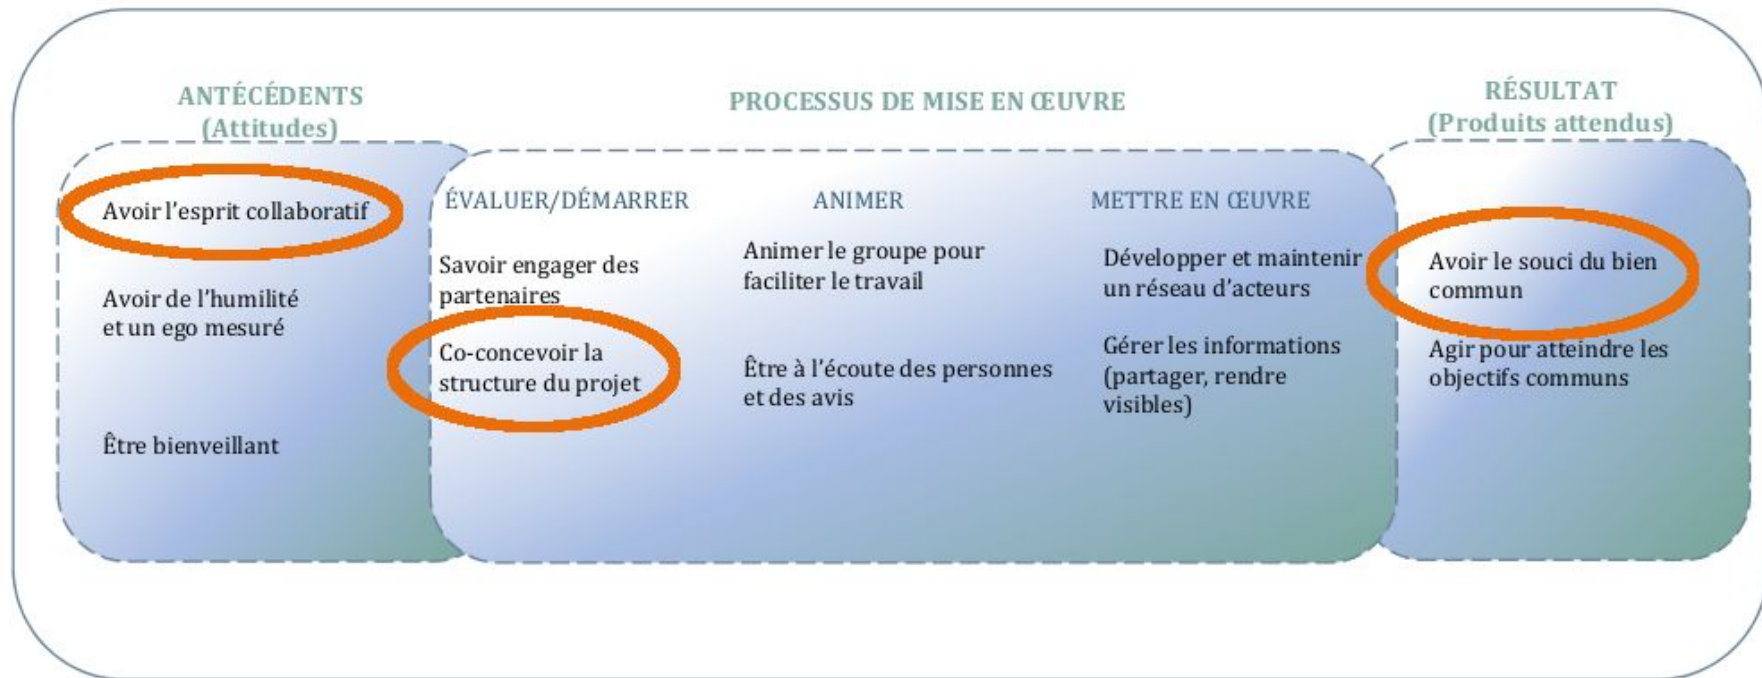 ANTÉCÉDENTS
(Attitudes)
Avoir l'esprit collaboratif
Avoir de l'humilité
et un ego mesuré
Être bienveillant
PROCESSUS DE MISE EN ŒUVRE
ÉVALUER/DÉMARRER
Savoir engager des
partenaires
Co-concevoir la
structure du projet
ANIMER
Animer le groupe pour
faciliter le travail
Être à l'écoute des personnes
et des avis
METTRE EN ŒUVRE
Développer et maintenir
un réseau d'acteurs
Gérer les informations
(partager, rendre
visibles)
RÉSULTAT
(Produits attendus)
Avoir le souci du bien
commun
Agir pour atteindre les
objectifs communs